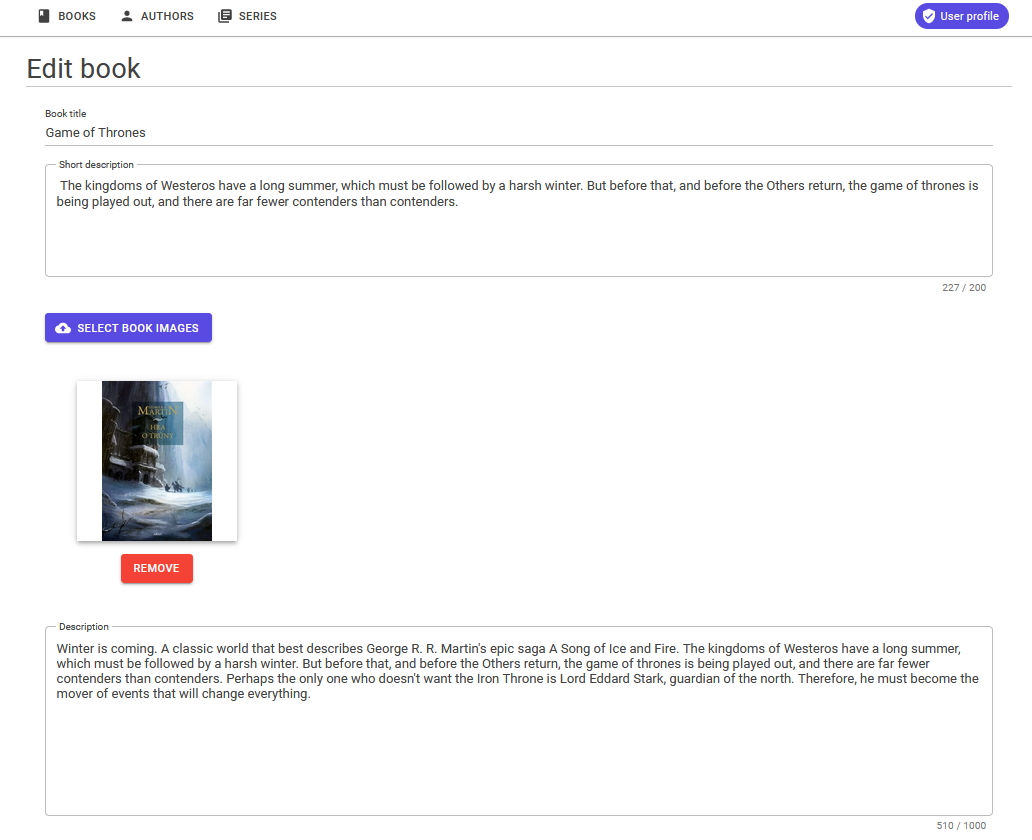 BOOKS AUTHORS SERIES User profile
Edit book
Book title
Game of Thrones
Short description
The kingdoms of Westeros have a long summer, which must be followed by a harsh winter. But before that, and before the Others return, the game of thrones is
being played out, and there are far fewer contenders than contenders.
227 / 200
SELECT BOOK IMAGES
MARTIN
HRA
O TRŮNY
REMOVE
Description
Winter is coming. A classic world that best describes George R. R. Martin's epic saga A Song of Ice and Fire. The kingdoms of Westeros have a long summer,
which must be followed by a harsh winter. But before that, and before the Others return, the game of thrones is being played out, and there are far fewer
contenders than contenders. Perhaps the only one who doesn't want the Iron Throne is Lord Eddard Stark, guardian of the north. Therefore, he must become the
mover of events that will change everything.
510 / 1000